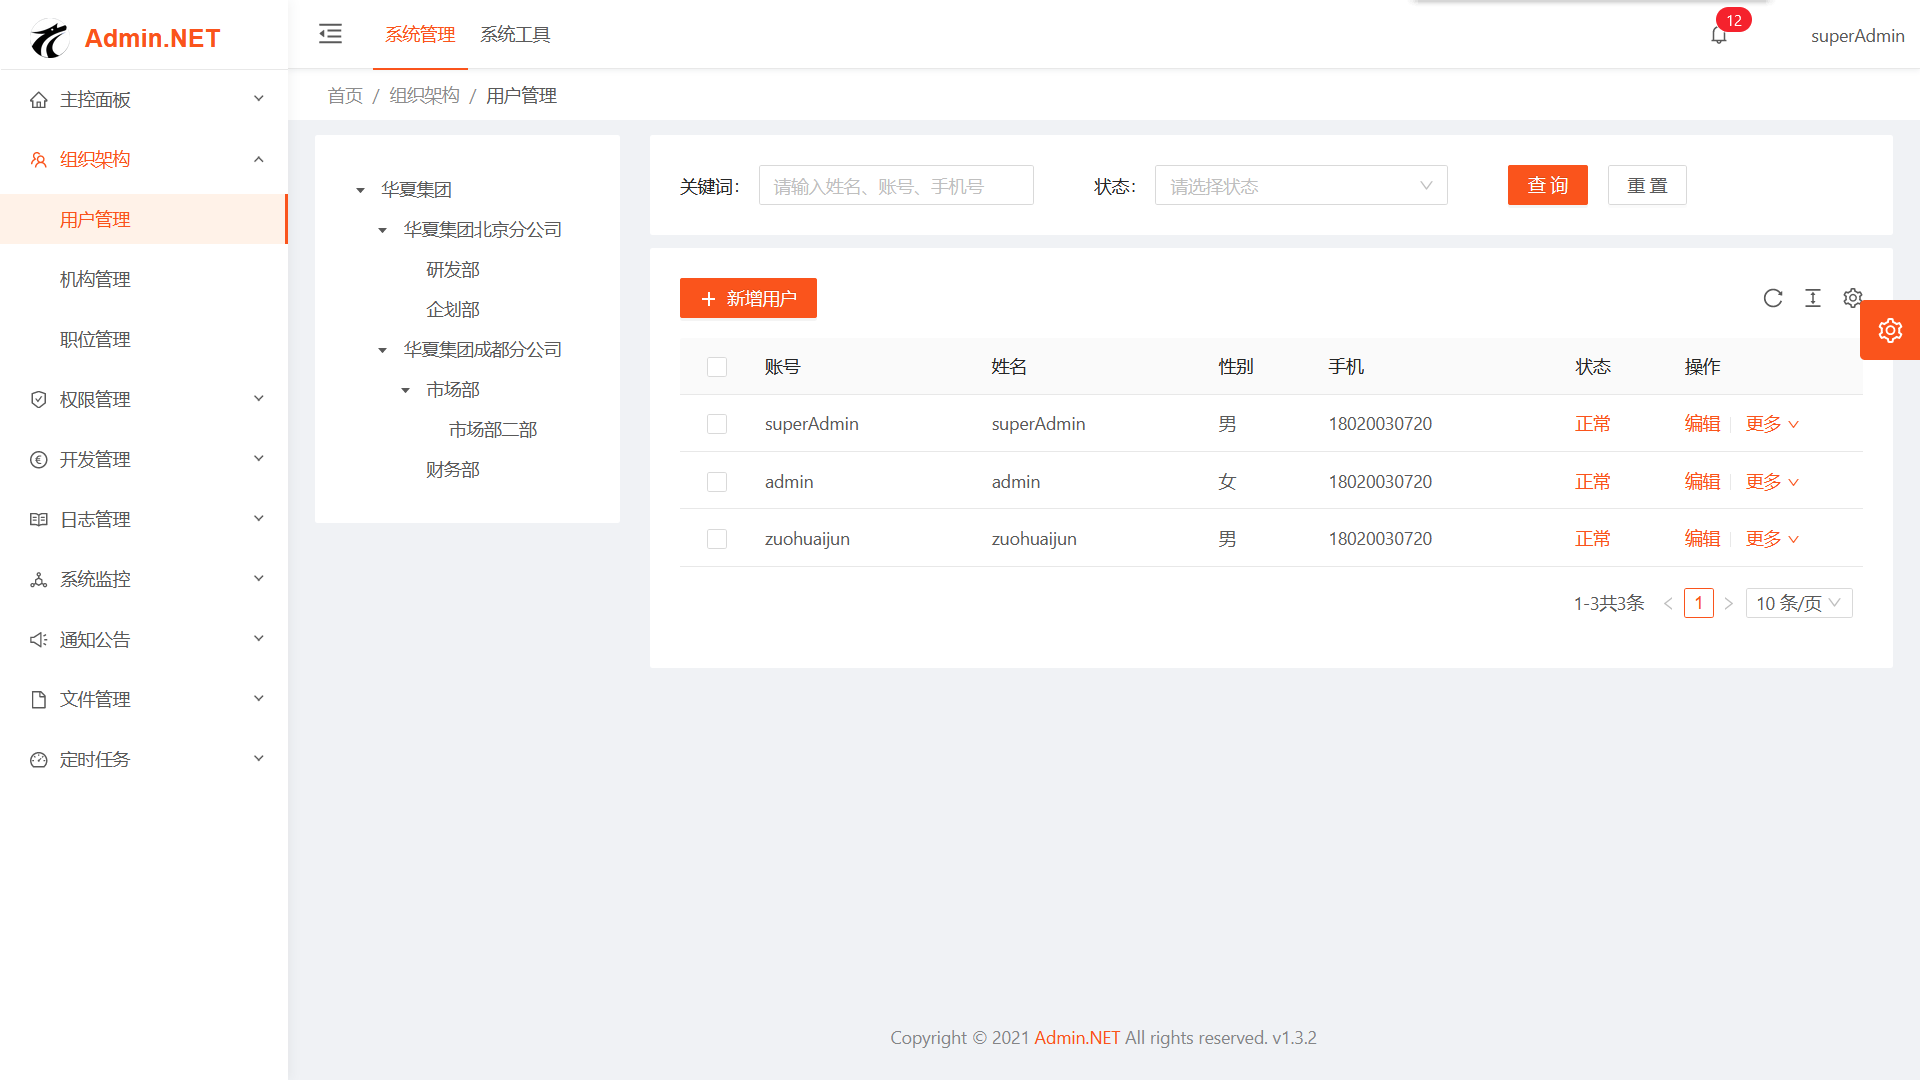 Admin.NET
系统管理
系统工具
12
superAdmin
主控面板
组织架构
用户管理
机构管理
职位管理
权限管理
开发管理
日志管理
系统监控
通知公告
文件管理
定时任务
首页 / 组织架构 / 用户管理
华夏集团
华夏集团北京分公司
研发部
企划部
华夏集团成都分公司
市场部
市场部二部
财务部
关键词: 请输入姓名、账号、手机号 状态: 请选择状态 查 询 重 置
新增用户
账号 姓名 性别 手机 状态 操作
superAdmin superAdmin 男 18020030720 正常 编辑 更多
admin admin 女 18020030720 正常 编辑 更多
zuohuaijun zuohuaijun 男 18020030720 正常 编辑 更多
1-3共3条 1 10 条/页
Copyright © 2021 Admin.NET All rights reserved. v1.3.2